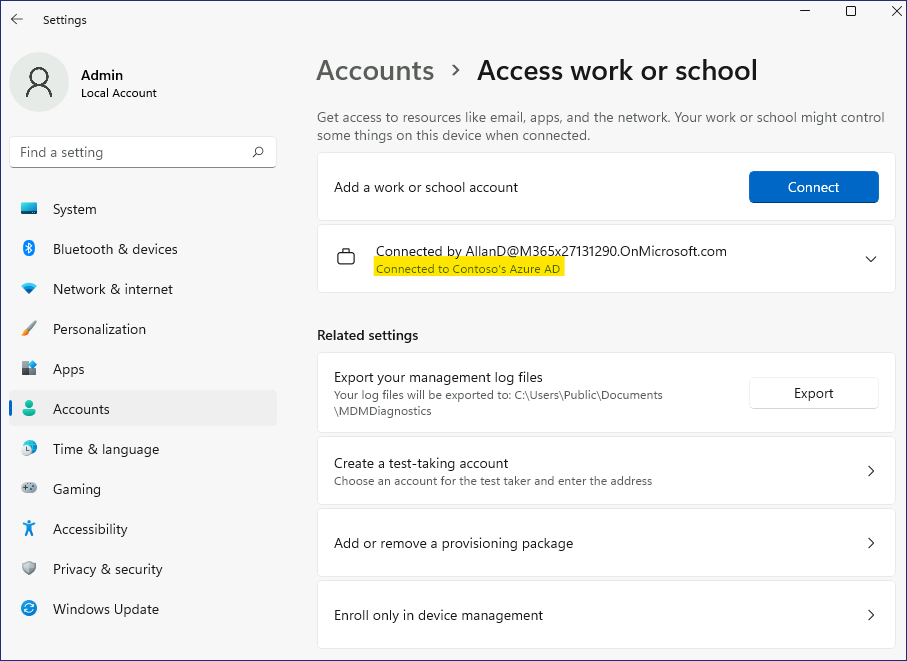 Settings
Admin
Local Account
Find a setting
System
Bluetooth & devices
Network & internet
Personalization
Apps
Accounts
Time & language
Gaming
Accessibility
Privacy & security
Windows Update
Accounts › Access work or school
Get access to resources like email, apps, and the network. Your work or school might control
some things on this device when connected.
Add a work or school account
Connect
Connected by AllanD@M365x27131290.OnMicrosoft.com
Connected to Contoso's Azure AD
Related settings
Export your management log files
Your log files will be exported to: C:\Users\Public\Documents
\MDMDiagnostics
Export
Create a test-taking account
Choose an account for the test taker and enter the address
Add or remove a provisioning package
Enroll only in device management